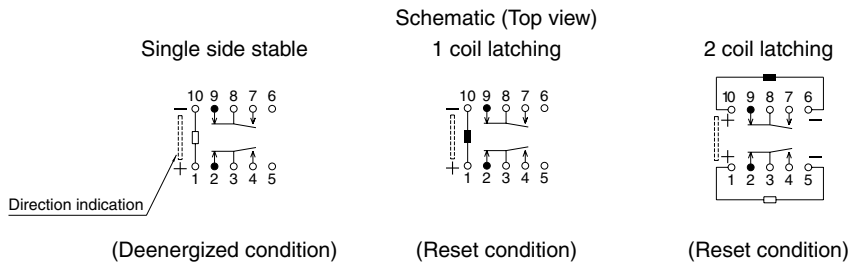 Schematic (Top view)
Single side stable
1 coil latching
2 coil latching
10 9 8 7 6
− +
1 2 3 4 5
Direction indication
10 9 8 7 6
− +
1 2 3 4 5
10 9 8 7 6
+ −
+ −
1 2 3 4 5
(Deenergized condition)
(Reset condition)
(Reset condition)